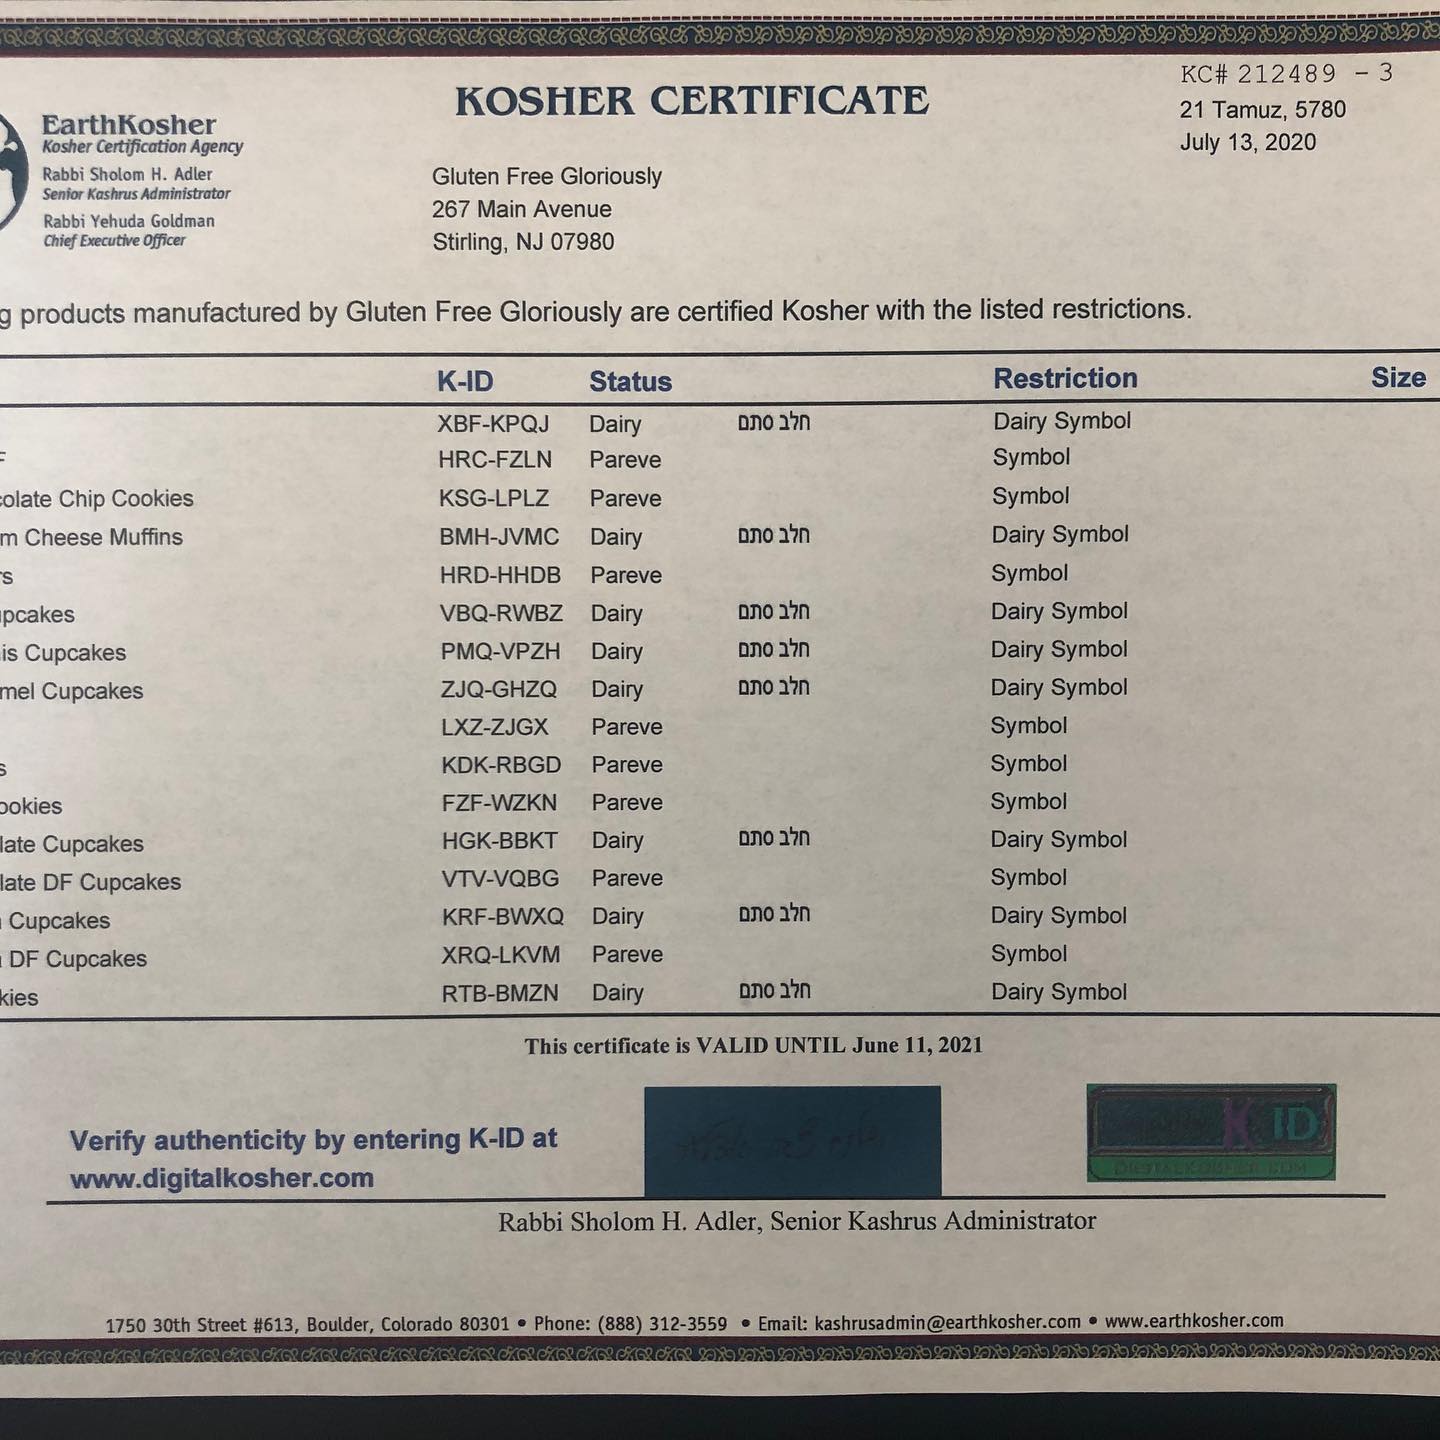 KC# 212489 - 3
KOSHER CERTIFICATE
21 Tamuz, 5780
July 13, 2020
EarthKosher
Kosher Certification Agency
Rabbi Sholom H. Adler
Senior Kashrus Administrator
Rabbi Yehuda Goldman
Chief Executive Officer
Gluten Free Gloriously
267 Main Avenue
Stirling, NJ 07980
g products manufactured by Gluten Free Gloriously are certified Kosher with the listed restrictions.
K-ID Status Restriction Size
XBF-KPQJ Dairy חלב סתם Dairy Symbol
F HRC-FZLN Pareve Symbol
colate Chip Cookies KSG-LPLZ Pareve Symbol
m Cheese Muffins BMH-JVMC Dairy חלב סתם Dairy Symbol
rs HRD-HHDB Pareve Symbol
upcakes VBQ-RWBZ Dairy חלב סתם Dairy Symbol
is Cupcakes PMQ-VPZH Dairy חלב סתם Dairy Symbol
mel Cupcakes ZJQ-GHZQ Dairy חלב סתם Dairy Symbol
LXZ-ZJGX Pareve Symbol
s KDK-RBGD Pareve Symbol
ookies FZF-WZKN Pareve Symbol
late Cupcakes HGK-BBKT Dairy חלב סתם Dairy Symbol
late DF Cupcakes VTV-VQBG Pareve Symbol
Cupcakes KRF-BWXQ Dairy חלב סתם Dairy Symbol
DF Cupcakes XRQ-LKVM Pareve Symbol
kies RTB-BMZN Dairy חלב סתם Dairy Symbol
This certificate is VALID UNTIL June 11, 2021
Verify authenticity by entering K-ID at
www.digitalkosher.com
K ID
DIGITALKOSHER.COM
Rabbi Sholom H. Adler, Senior Kashrus Administrator
1750 30th Street #613, Boulder, Colorado 80301 • Phone: (888) 312-3559 • Email: kashrusadmin@earthkosher.com • www.earthkosher.com